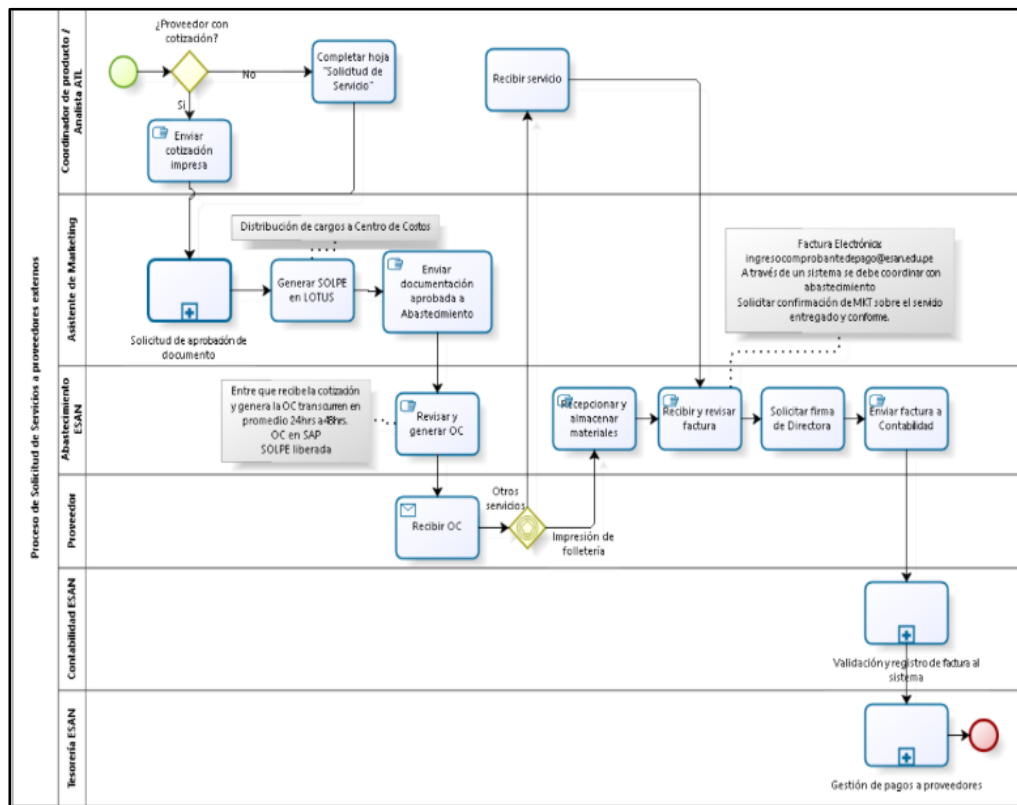 Proceso de Solicitud de Servicios a proveedores externos
Coordinador de producto /
Analista ATL
¿Proveedor con
cotización?
No
Si
Completar hoja
"Solicitud de
Servicio"
Enviar
cotización
impresa
Recibir servicio
Asistente de Marketing
Distribución de cargos a Centro de Costos
Solicitud de aprobación de
documento
Generar SOLPE
en LOTUS
Enviar
documentación
aprobada a
Abastecimiento
Factura Electrónica:
ingresocomprobantedepago@esan.edu.pe
A través de un sistema se debe coordinar con
abastecimiento
Solicitar confirmación de MKT sobre el servicio
entregado y conforme.
Abastecimiento
ESAN
Entre que recibe la cotización
y genera la OC transcurren en
promedio 24hrs a 48hrs.
OC en SAP
SOLPE liberada
Revisar y
generar OC
Recepcionar y
almacenar
materiales
Recibir y revisar
factura
Solicitar firma
de Directora
Enviar factura a
Contabilidad
Proveedor
Recibir OC
Otros
servicios
Impresión de
folletería
Contabilidad ESAN
Validación y registro de factura al
sistema
Tesorería ESAN
Gestión de pagos a proveedores